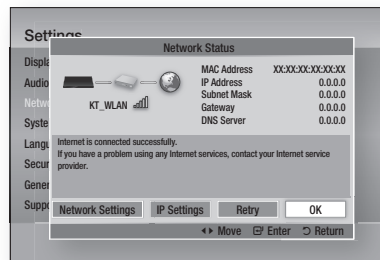 Settings
Network Status
Displa
Audio
Netwo
Syste
Langu
Secur
Gener
Suppo
KT_WLAN
MAC Address XX:XX:XX:XX:XX:XX
IP Address 0.0.0.0
Subnet Mask 0.0.0.0
Gateway 0.0.0.0
DNS Server 0.0.0.0
Internet is connected successfully.
If you have a problem using any Internet services, contact your Internet service
provider.
Network Settings IP Settings Retry OK
Move Enter Return